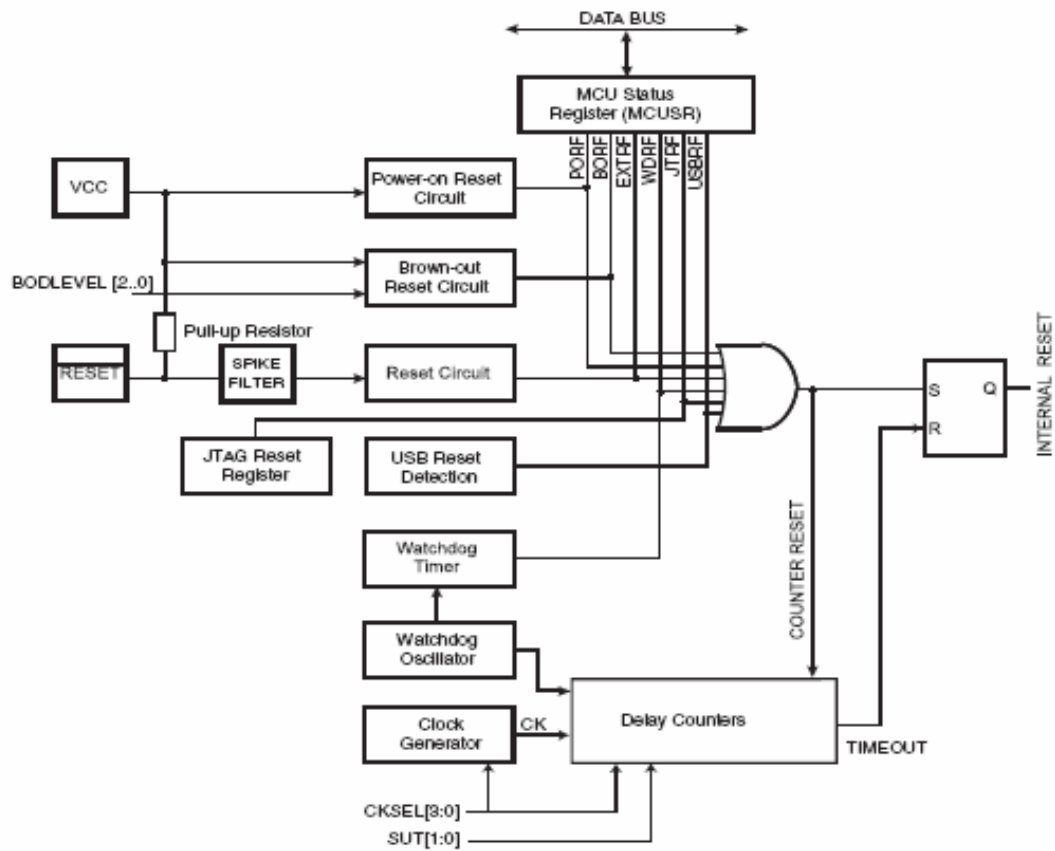 DATA BUS
MCU Status
Register (MCUSR)
PORF
BORF
EXTRF
WDRF
JTRF
USBRF
VCC
Power-on Reset
Circuit
BODLEVEL [2..0]
Brown-out
Reset Circuit
Pull-up Resistor
RESET
SPIKE
FILTER
Reset Circuit
JTAG Reset
Register
USB Reset
Detection
S
Q
R
INTERNAL RESET
Watchdog
Timer
COUNTER RESET
Watchdog
Oscillator
Clock
Generator
CK
Delay Counters
TIMEOUT
CKSEL[3:0]
SUT[1:0]